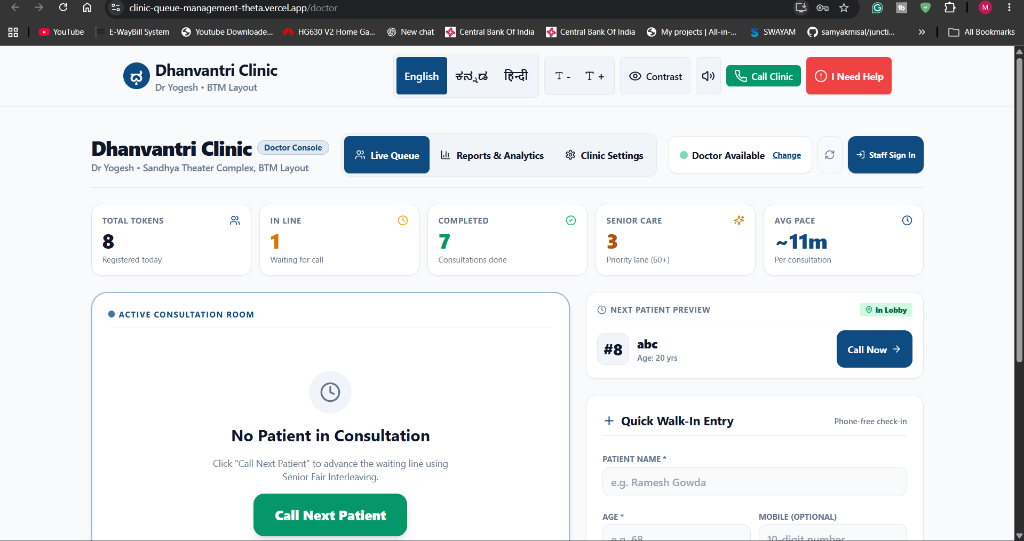 clinic-queue-management-theta.vercel.app/doctor
YouTube
E-WayBill System
Youtube Downloade...
HG630 V2 Home Ga...
New chat
Central Bank Of India
Central Bank Of India
My projects | All-in-...
SWAYAM
samyakmisal/juncti...
All Bookmarks
M
ಧ
Dhanvantri Clinic
Dr Yogesh • BTM Layout
English
ಕನ್ನಡ
हिन्दी
T -
T +
Contrast
Call Clinic
I Need Help
Dhanvantri Clinic
Doctor Console
Dr Yogesh • Sandhya Theater Complex, BTM Layout
Live Queue
Reports & Analytics
Clinic Settings
Doctor Available
Change
Staff Sign In
TOTAL TOKENS
8
Registered today
IN LINE
1
Waiting for call
COMPLETED
7
Consultations done
SENIOR CARE
3
Priority lane (60+)
AVG PACE
~11m
Per consultation
ACTIVE CONSULTATION ROOM
No Patient in Consultation
Click "Call Next Patient" to advance the waiting line using
Senior Fair Interleaving.
Call Next Patient
NEXT PATIENT PREVIEW
In Lobby
#8
abc
Age: 20 yrs
Call Now
+ Quick Walk-In Entry
Phone-free check-in
PATIENT NAME *
e.g. Ramesh Gowda
AGE *
MOBILE (OPTIONAL)
e.g. 68
10-digit number